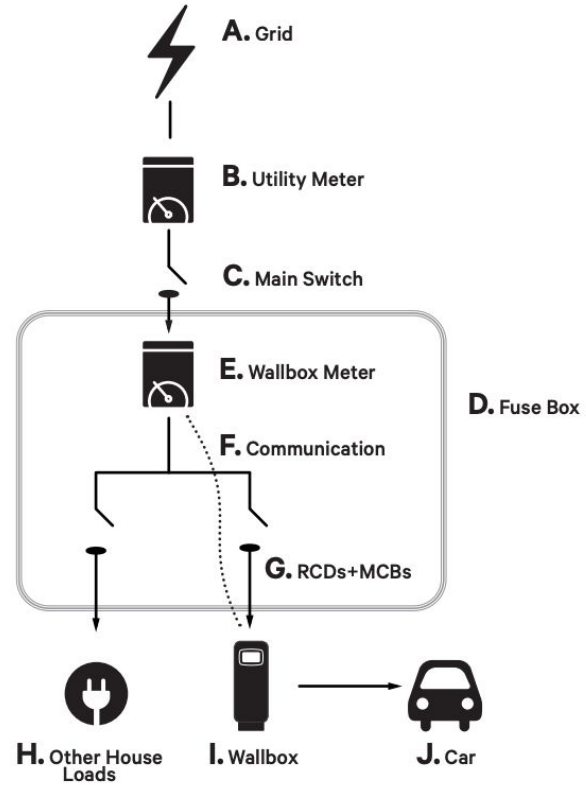 A. Grid
B. Utility Meter
C. Main Switch
E. Wallbox Meter
D. Fuse Box
F. Communication
G. RCDs+MCBs
H. Other House
Loads
I. Wallbox
J. Car